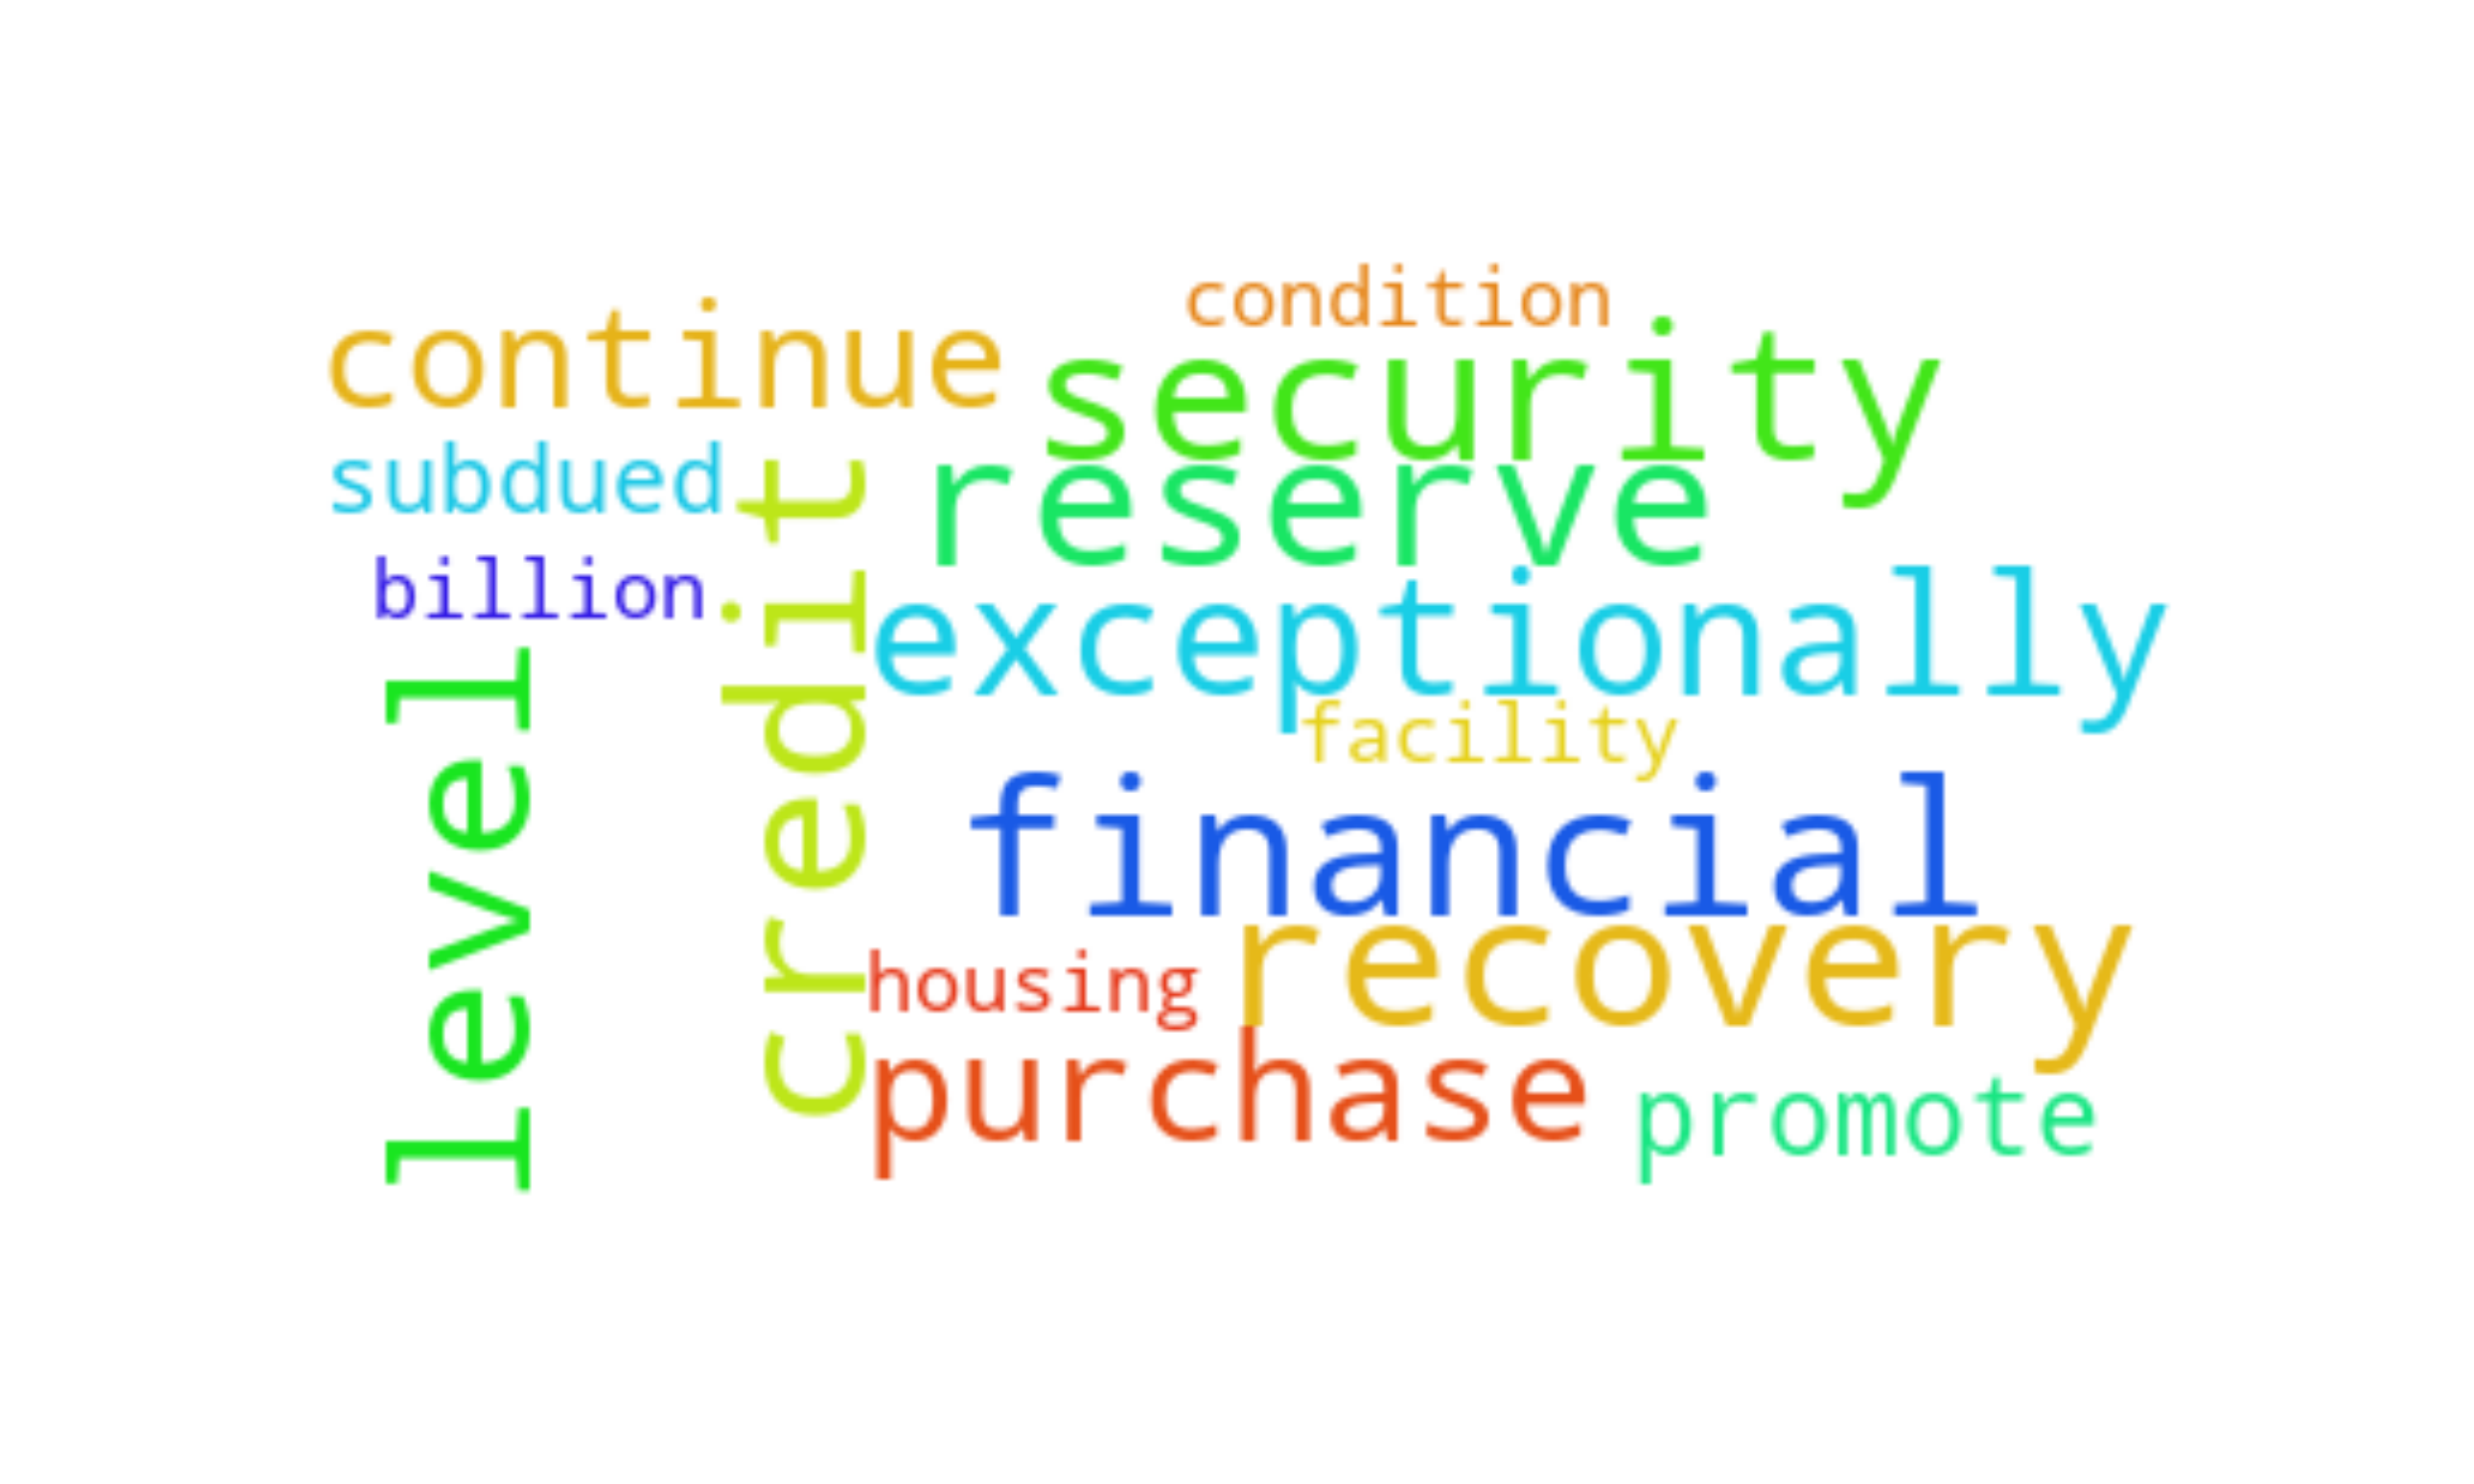 condition
continue
security
subdued
reserve
billion
exceptionally
level
credit
facility
financial
recovery
housing
purchase
promote